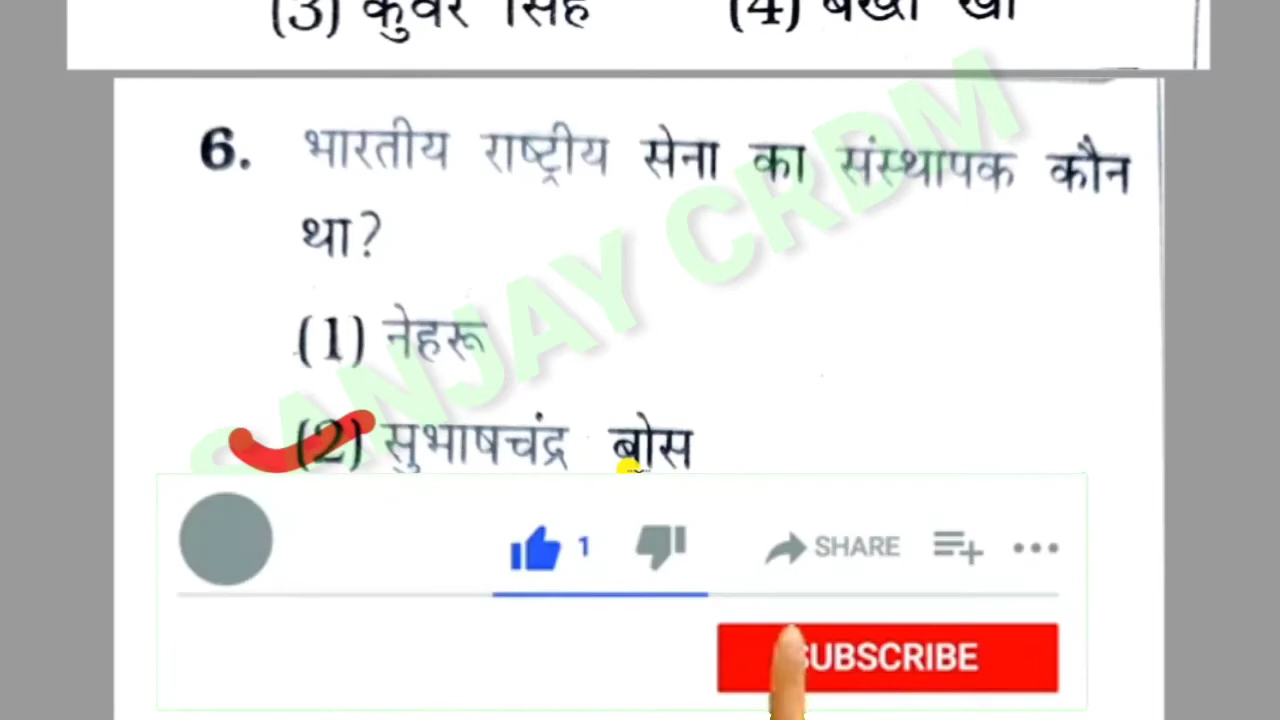 (3) कुंवर सिंह (4) बख्त खाँ
6. भारतीय राष्ट्रीय सेना का संस्थापक कौन
था?
(1) नेहरू
(2) सुभाषचंद्र बोस
SANJAY CRDM
1 SHARE
SUBSCRIBE